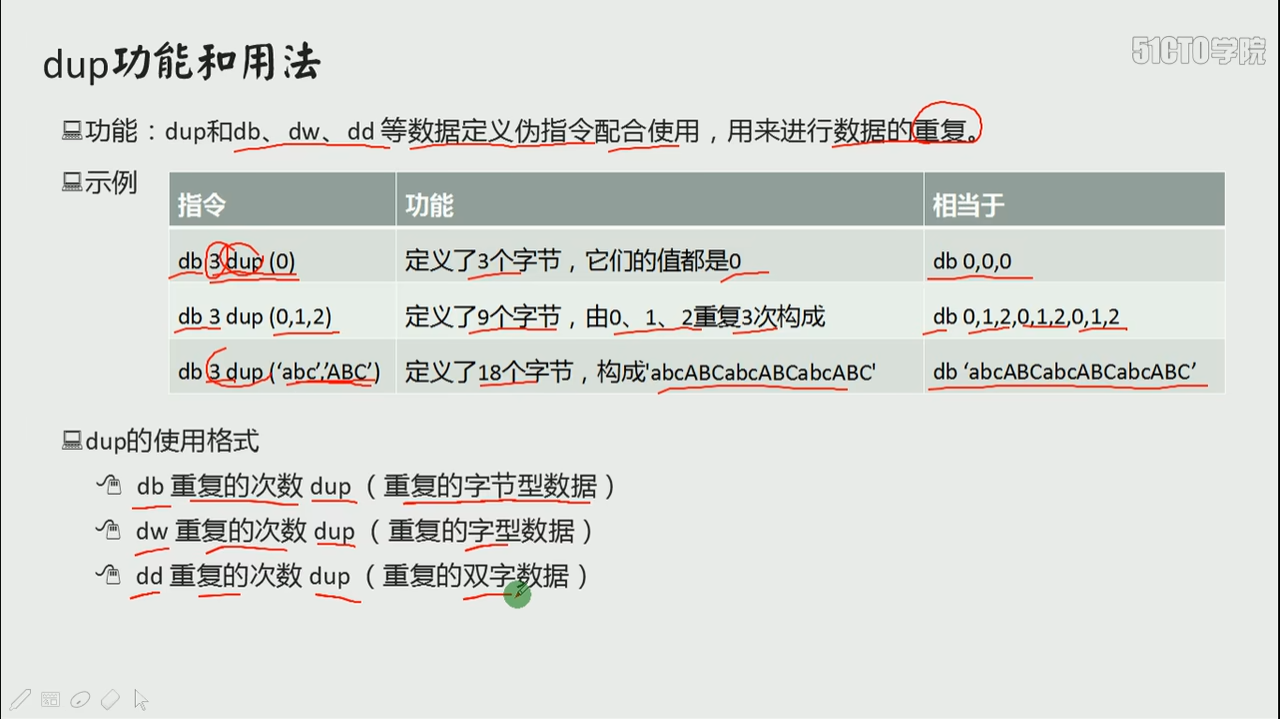 dup功能和用法
51CTO学院
功能：dup和db、dw、dd 等数据定义伪指令配合使用，用来进行数据的重复。
示例
指令 功能 相当于
db 3 dup (0) 定义了3个字节，它们的值都是0 db 0,0,0
db 3 dup (0,1,2) 定义了9个字节，由0、1、2重复3次构成 db 0,1,2,0,1,2,0,1,2
db 3 dup (‘abc’,’ABC’) 定义了18个字节，构成'abcABCabcABCabcABC' db ‘abcABCabcABCabcABC’
dup的使用格式
db 重复的次数 dup（重复的字节型数据）
dw 重复的次数 dup（重复的字型数据）
dd 重复的次数 dup（重复的双字数据）